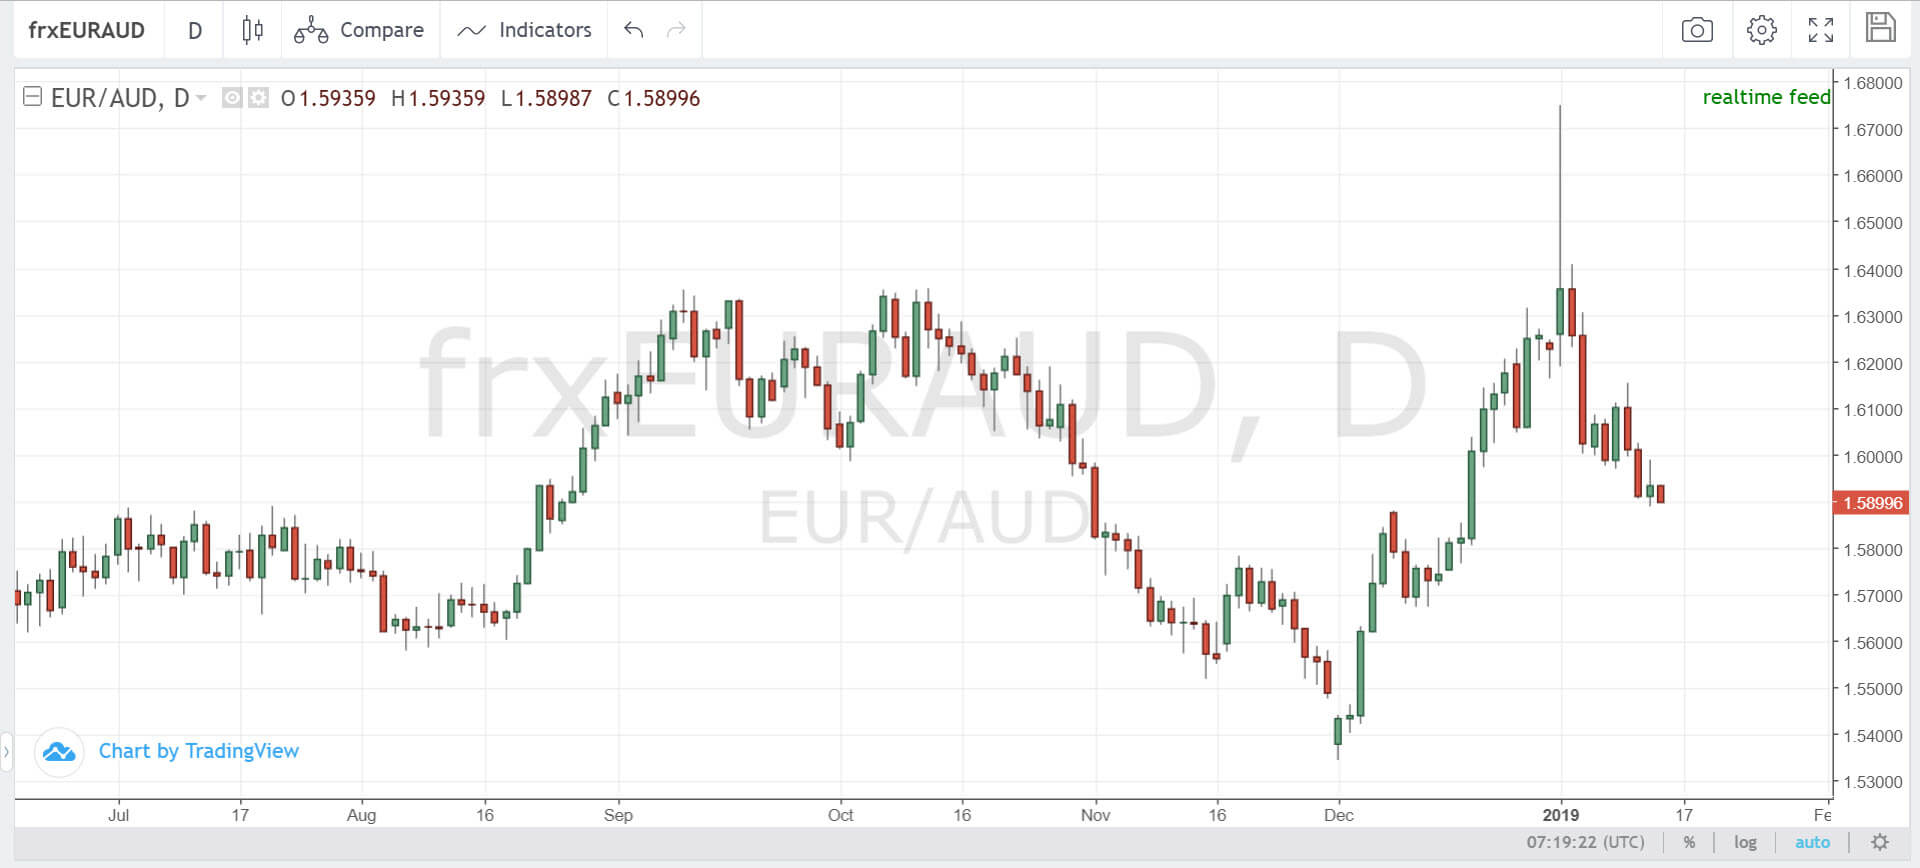 frxEURAUD D Compare Indicators
EUR/AUD, D O1.59359 H1.59359 L1.58987 C1.58996
realtime feed
1.68000
1.67000
1.66000
1.65000
1.64000
1.63000
1.62000
1.61000
1.60000
1.58996
1.58000
1.57000
1.56000
1.55000
1.54000
1.53000
frxEURAUD, D
EUR/AUD
Chart by TradingView
Jul 17 Aug 16 Sep Oct 16 Nov 16 Dec 2019 17 Fe
07:19:22 (UTC) % log auto